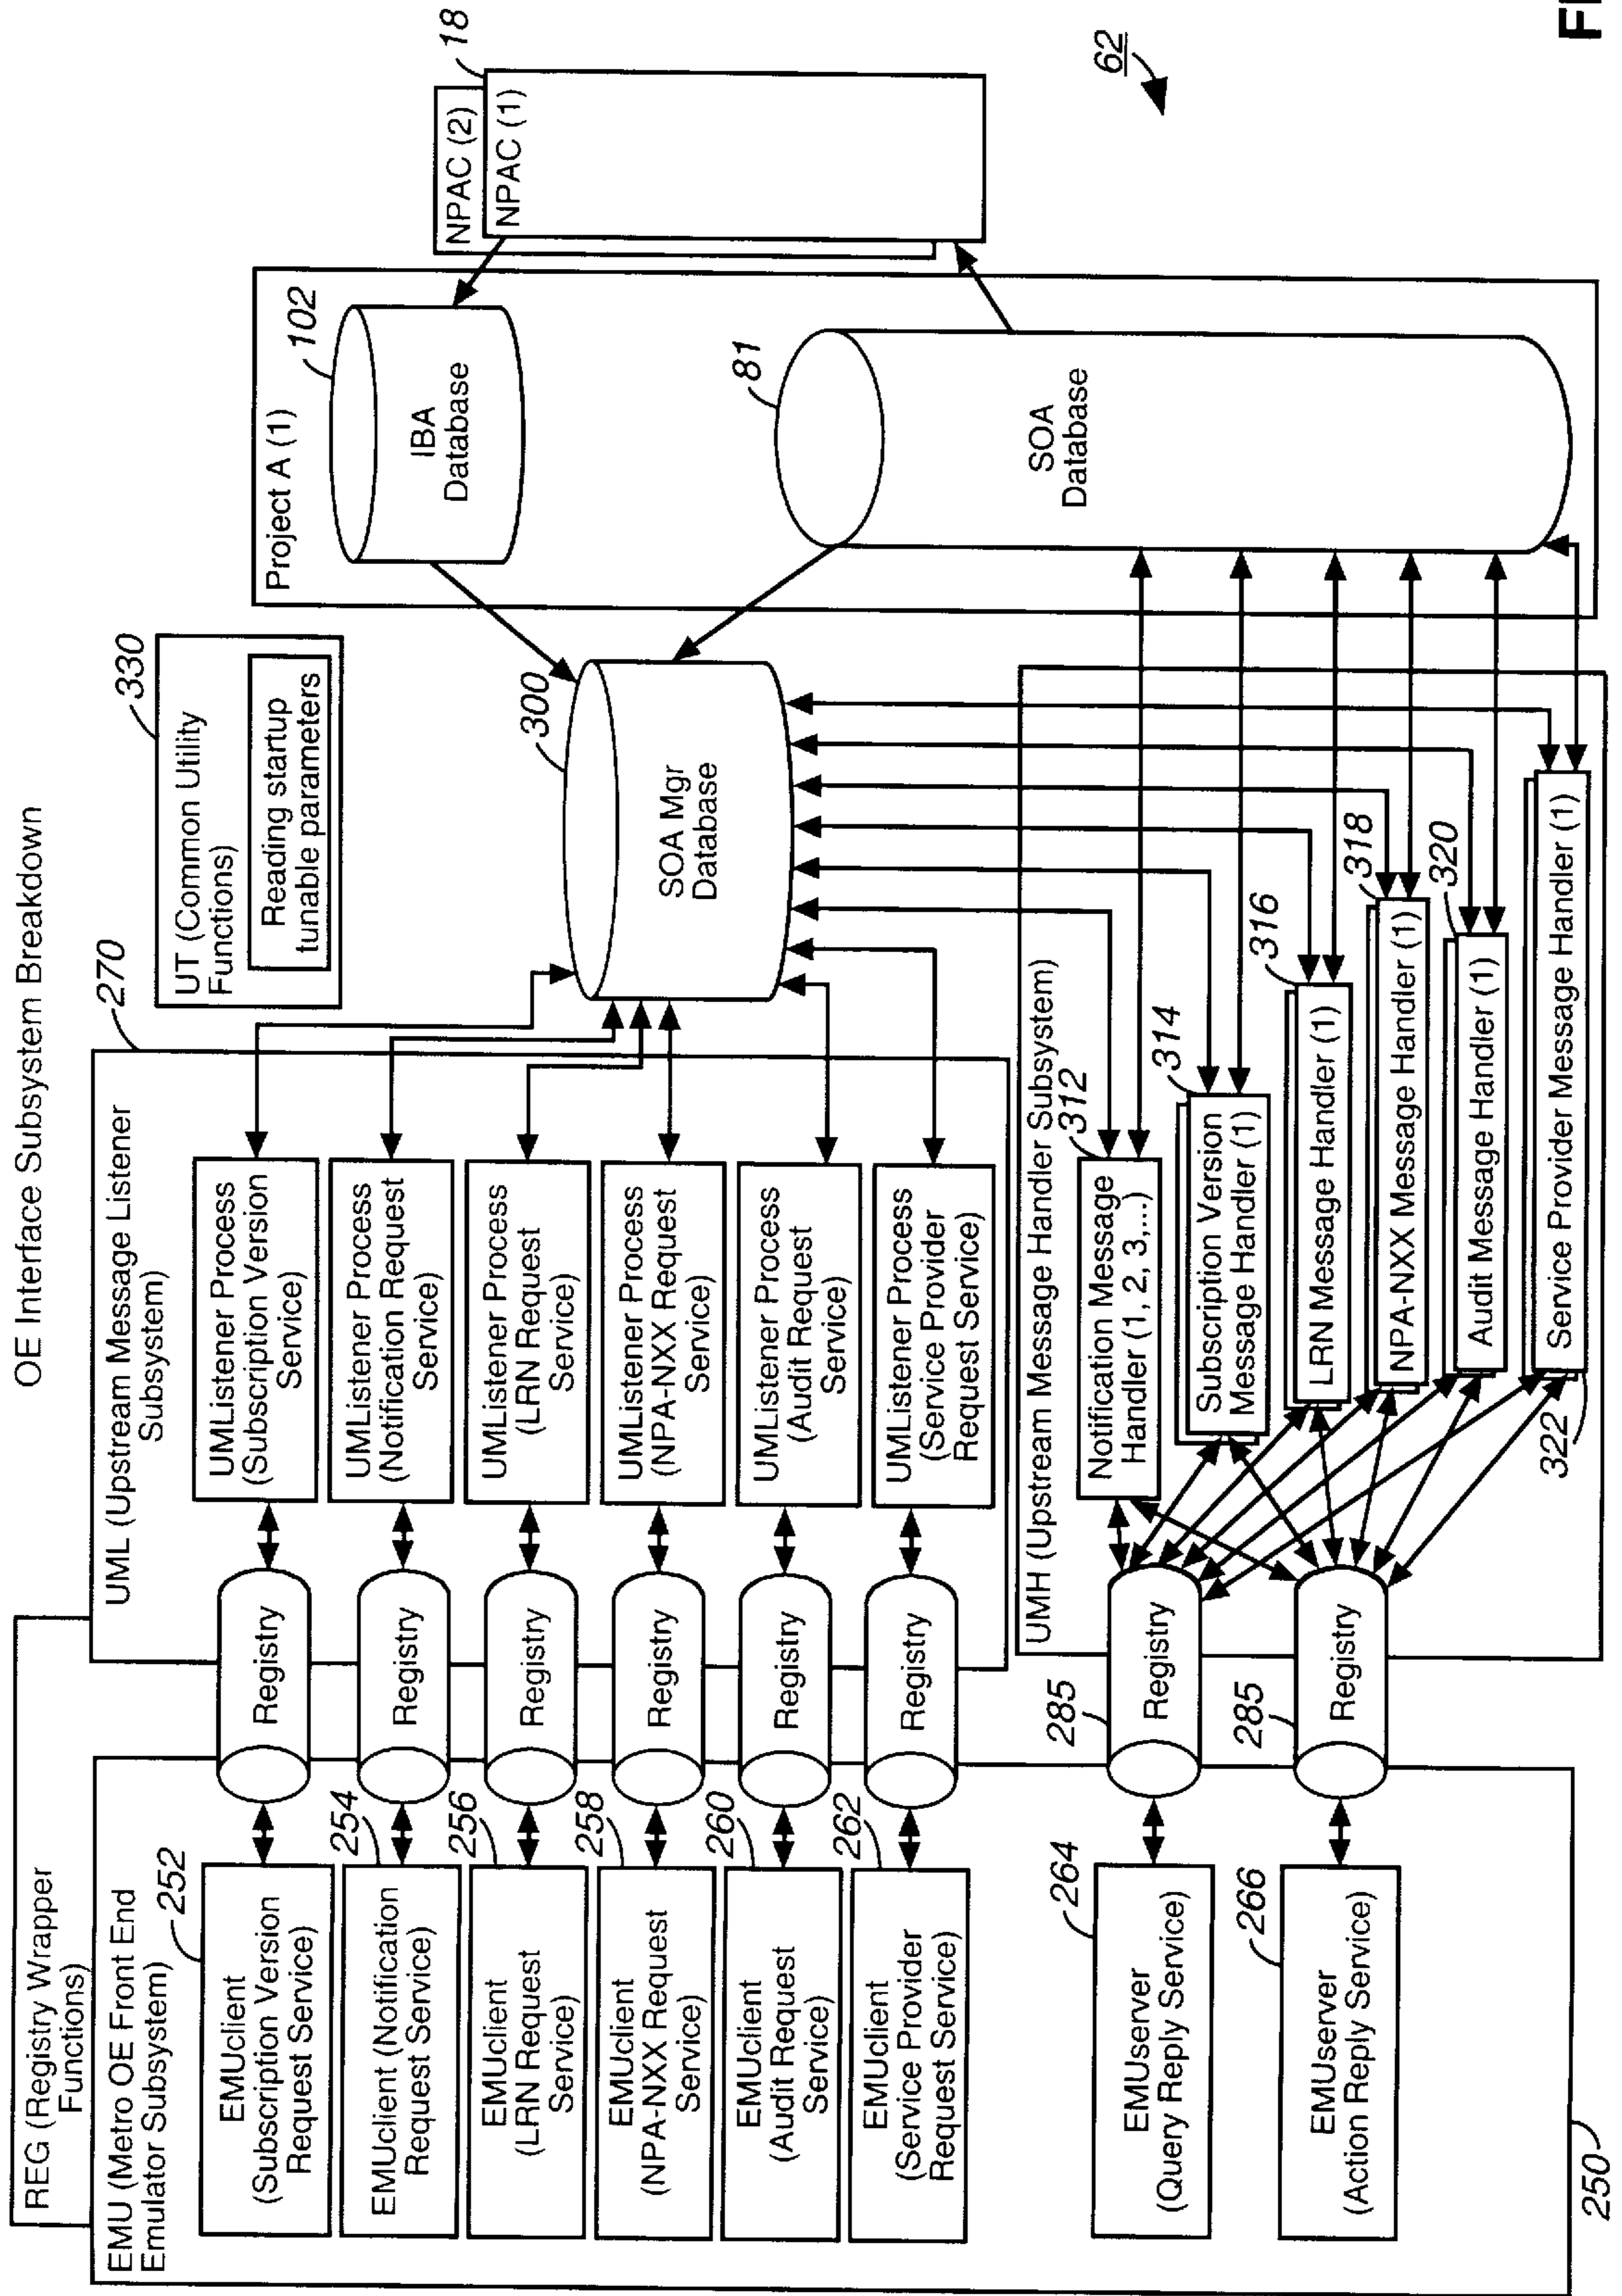 OE Interface Subsystem Breakdown
REG (Registry Wrapper
Functions)
EMU (Metro OE Front End
Emulator Subsystem)
252
EMUclient
(Subscription Version
Request Service)
254
EMUclient (Notification
Request Service)
256
EMUclient
(LRN Request
Service)
258
EMUclient
(NPA-NXX Request
Service)
260
EMUclient
(Audit Request
Service)
262
EMUclient
(Service Provider
Request Service)
264
EMUserver
(Query Reply Service)
266
EMUserver
(Action Reply Service)
250
Registry
Registry
Registry
Registry
Registry
Registry
285
Registry
285
Registry
UML (Upstream Message Listener
Subsystem)
270
UMListener Process
(Subscription Version
Service)
UMListener Process
(Notification Request
Service)
UMListener Process
(LRN Request
Service)
UMListener Process
(NPA-NXX Request
Service)
UMListener Process
(Audit Request
Service)
UMListener Process
(Service Provider
Request Service)
UMH (Upstream Message Handler Subsystem)
312
Notification Message
Handler (1, 2, 3,...)
314
Subscription Version
Message Handler (1)
316
LRN Message Handler (1)
318
NPA-NXX Message Handler (1)
320
Audit Message Handler (1)
Service Provider Message Handler (1)
322
330
UT (Common Utility
Functions)
Reading startup
tunable parameters
300
SOA Mgr
Database
Project A (1)
102
IBA
Database
81
SOA
Database
NPAC (2)
NPAC (1)
18
62